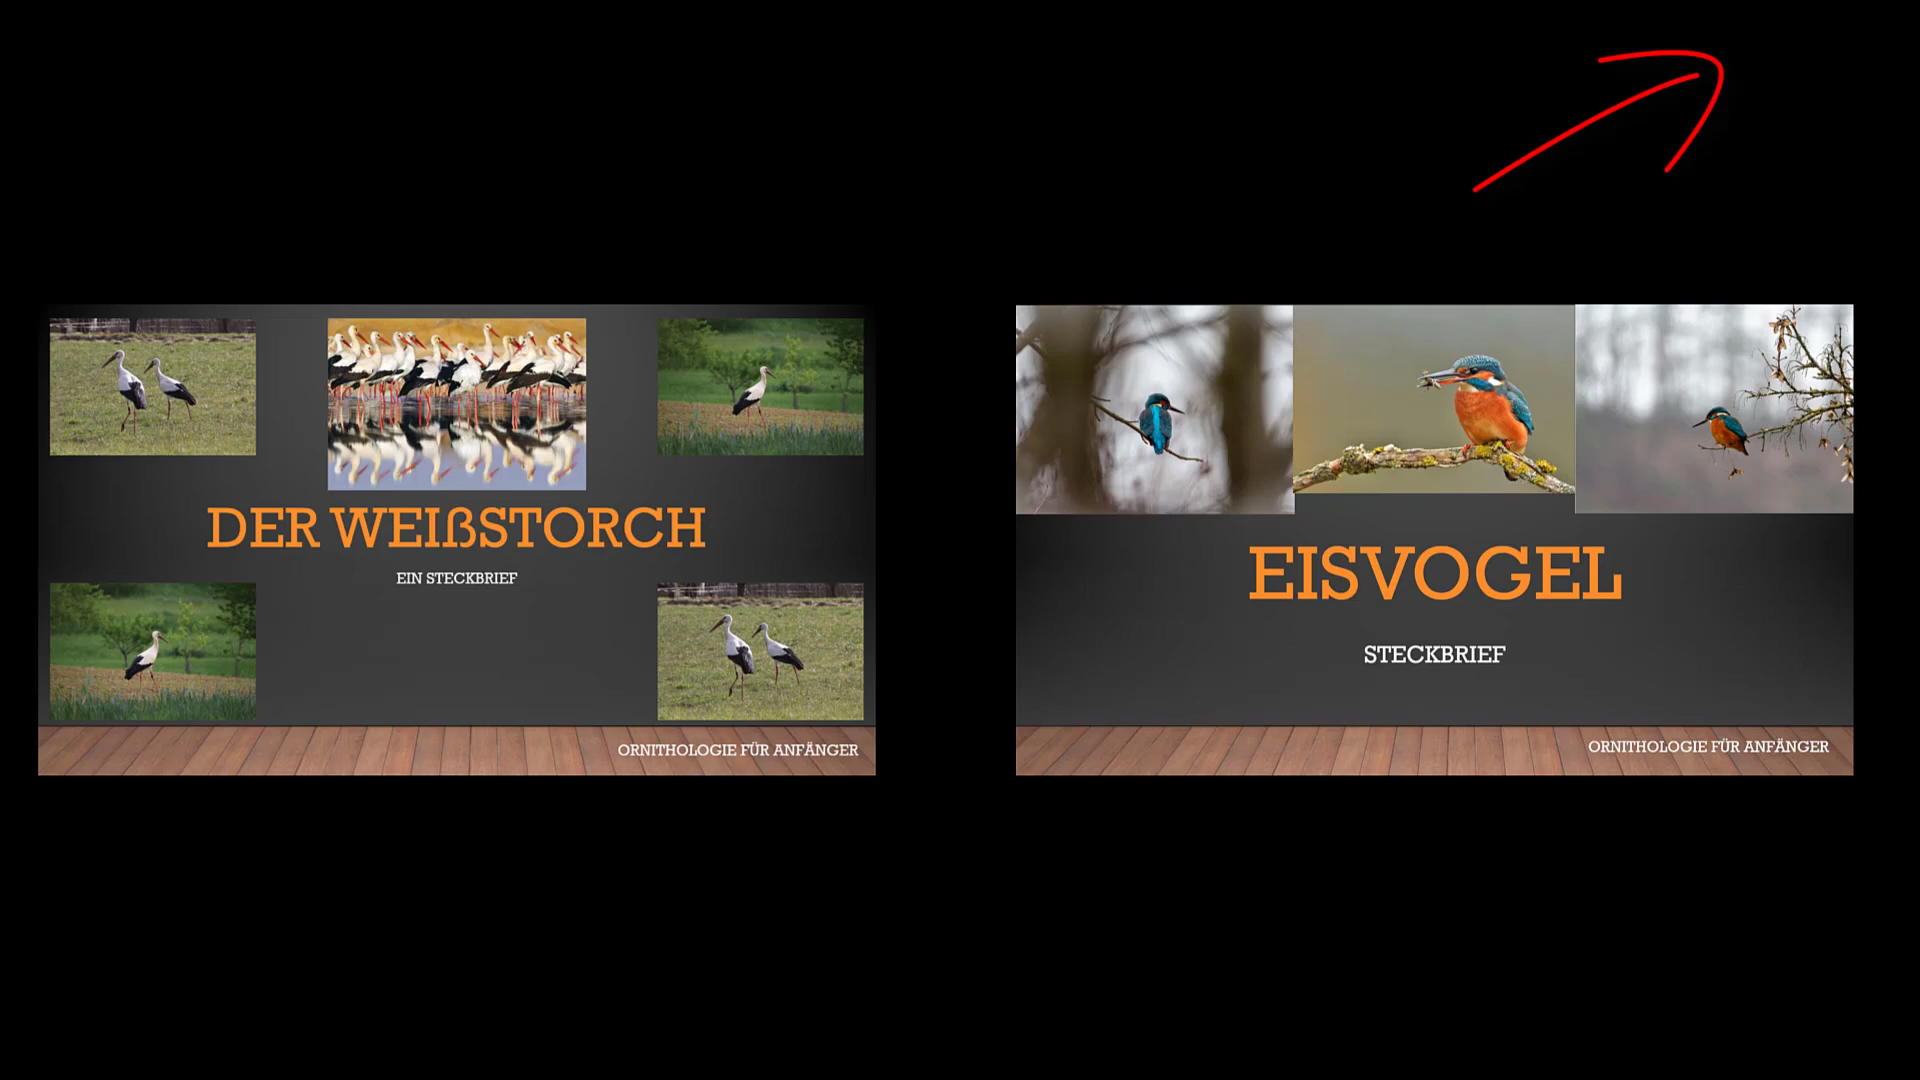 DER WEIßSTORCH
EIN STECKBRIEF
ORNITHOLOGIE FÜR ANFÄNGER
EISVOGEL
STECKBRIEF
ORNITHOLOGIE FÜR ANFÄNGER